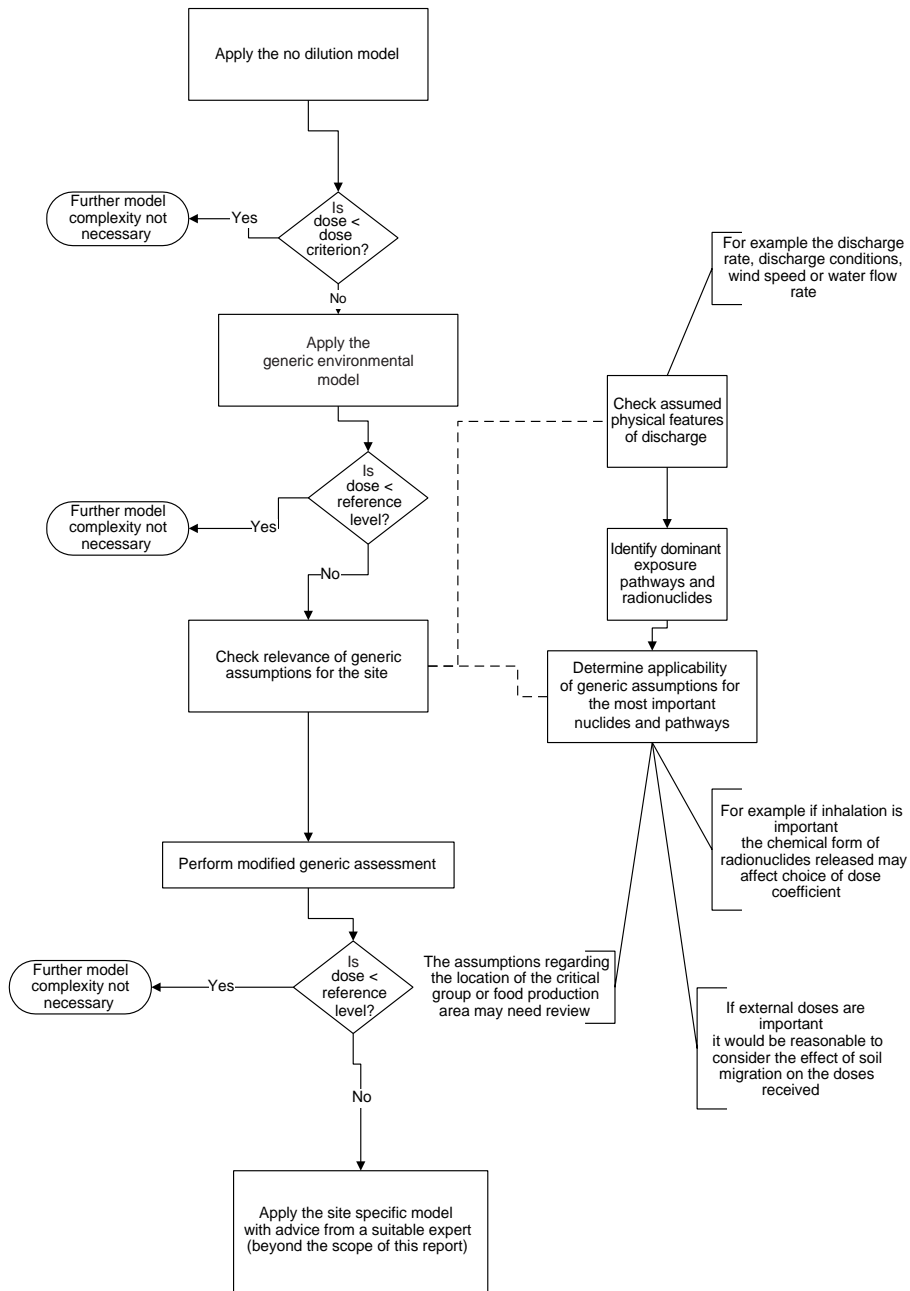 Apply the no dilution model
Is
dose <
dose
criterion?
Yes
Further model
complexity not
necessary
No
Apply the
generic environmental
model
Is
dose <
reference
level?
Yes
Further model
complexity not
necessary
No
Check relevance of generic
assumptions for the site
Perform modified generic assessment
Is
dose <
reference
level?
Yes
Further model
complexity not
necessary
No
Apply the site specific model
with advice from a suitable expert
(beyond the scope of this report)
For example the discharge
rate, discharge conditions,
wind speed or water flow
rate
Check assumed
physical features
of discharge
Identify dominant
exposure
pathways and
radionuclides
Determine applicability
of generic assumptions for
the most important
nuclides and pathways
For example if inhalation is
important
the chemical form of
radionuclides released may
affect choice of dose
coefficient
The assumptions regarding
the location of the critical
group or food production
area may need review
If external doses are
important
it would be reasonable to
consider the effect of soil
migration on the doses
received